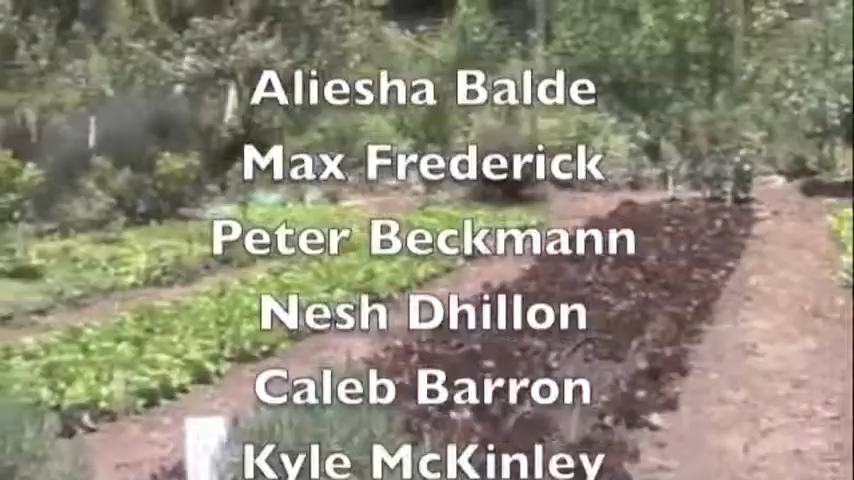 Aliesha Balde
Max Frederick
Peter Beckmann
Nesh Dhillon
Caleb Barron
Kyle McKinley